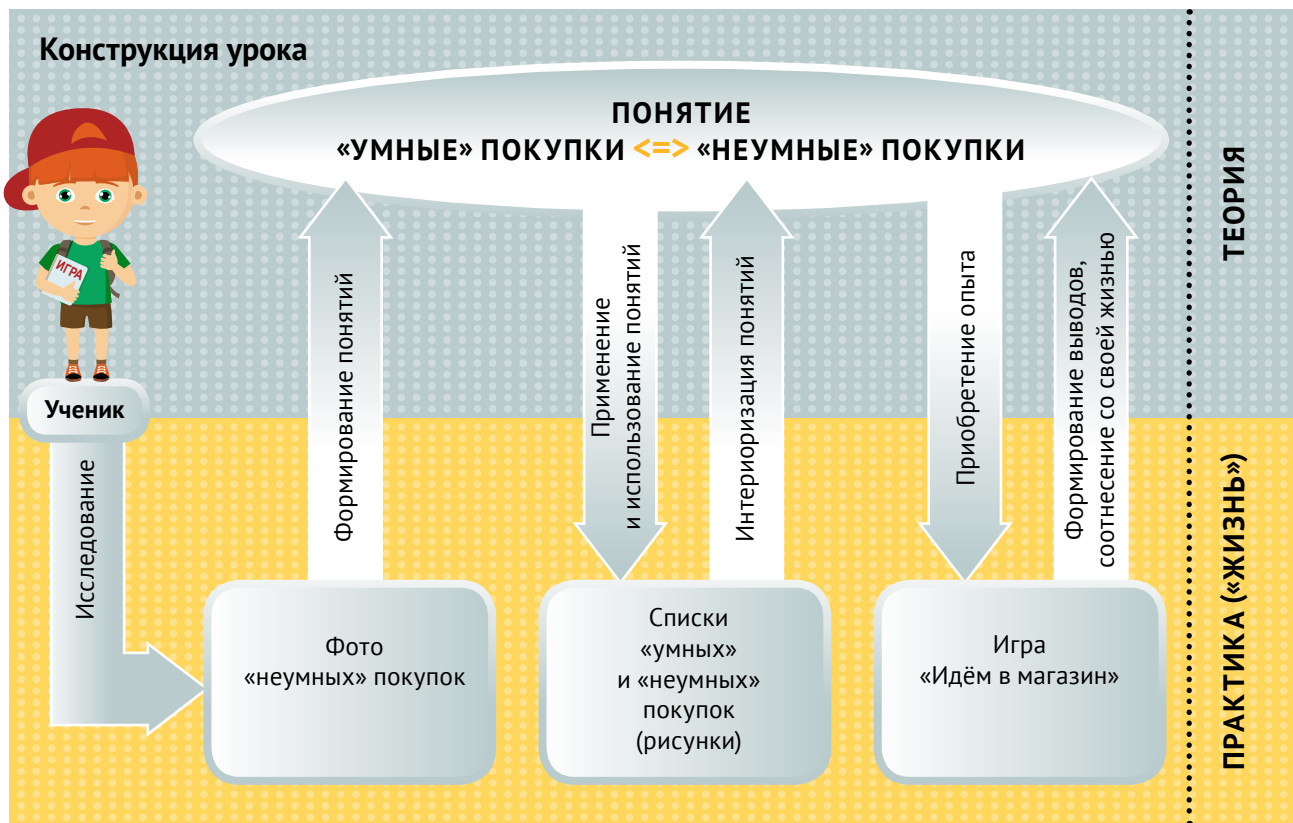 Конструкция урока
ПОНЯТИЕ
«УМНЫЕ» ПОКУПКИ <=> «НЕУМНЫЕ» ПОКУПКИ
ИГРА
Ученик
Исследование
Формирование понятий
Применение
и использование понятий
Интериоризация понятий
Приобретение опыта
Формирование выводов,
соотнесение со своей жизнью
Фото
«неумных» покупок
Списки
«умных»
и «неумных»
покупок
(рисунки)
Игра
«Идём в магазин»
ТЕОРИЯ
ПРАКТИКА («ЖИЗНЬ»)